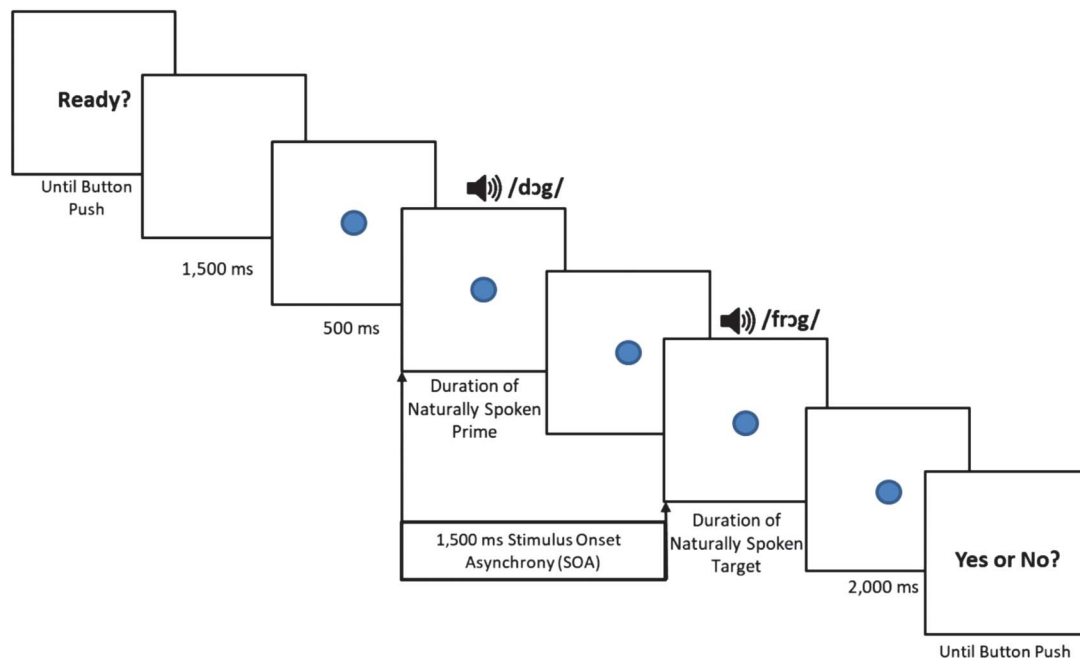 Ready?
Until Button
Push
1,500 ms
500 ms
/dɔg/
Duration of
Naturally Spoken
Prime
1,500 ms Stimulus Onset
Asynchrony (SOA)
/frɔg/
Duration of
Naturally Spoken
Target
2,000 ms
Yes or No?
Until Button Push